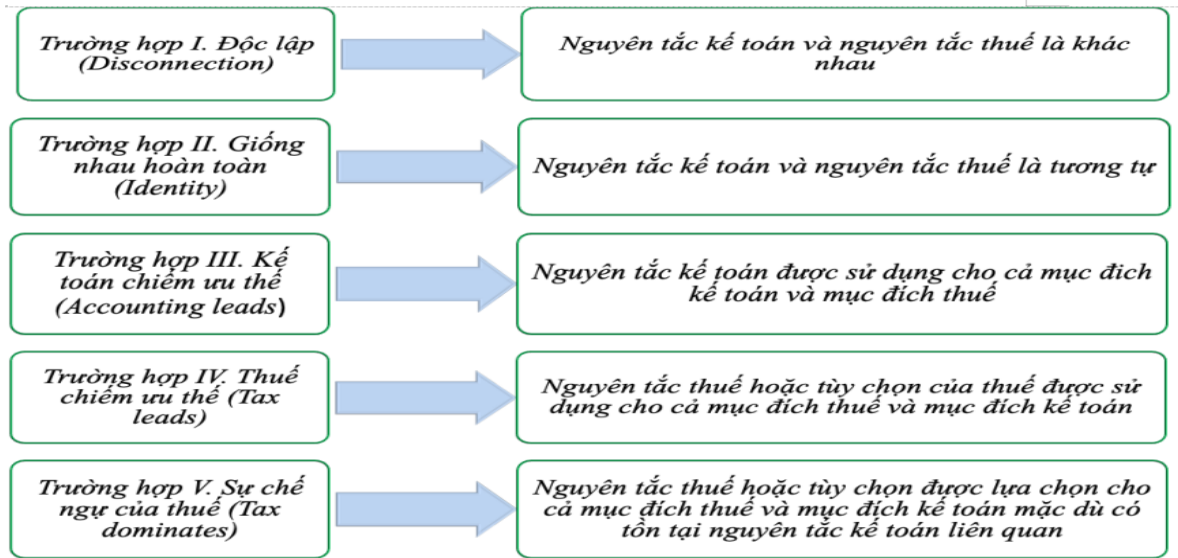 Trường hợp I. Độc lập
(Disconnection)
Nguyên tắc kế toán và nguyên tắc thuế là khác
nhau
Trường hợp II. Giống
nhau hoàn toàn
(Identity)
Nguyên tắc kế toán và nguyên tắc thuế là tương tự
Trường hợp III. Kế
toán chiếm ưu thế
(Accounting leads)
Nguyên tắc kế toán được sử dụng cho cả mục đich
kế toán và mục đích thuế
Trường hợp IV. Thuế
chiếm ưu thế (Tax
leads)
Nguyên tắc thuế hoặc tùy chọn của thuế được sử
dụng cho cả mục đích thuế và mục đích kế toán
Trường hợp V. Sự chế
ngự của thuế (Tax
dominates)
Nguyên tắc thuế hoặc tùy chọn được lựa chọn cho
cả mục đích thuế và mục đích kế toán mặc dù có
tồn tại nguyên tắc kế toán liên quan